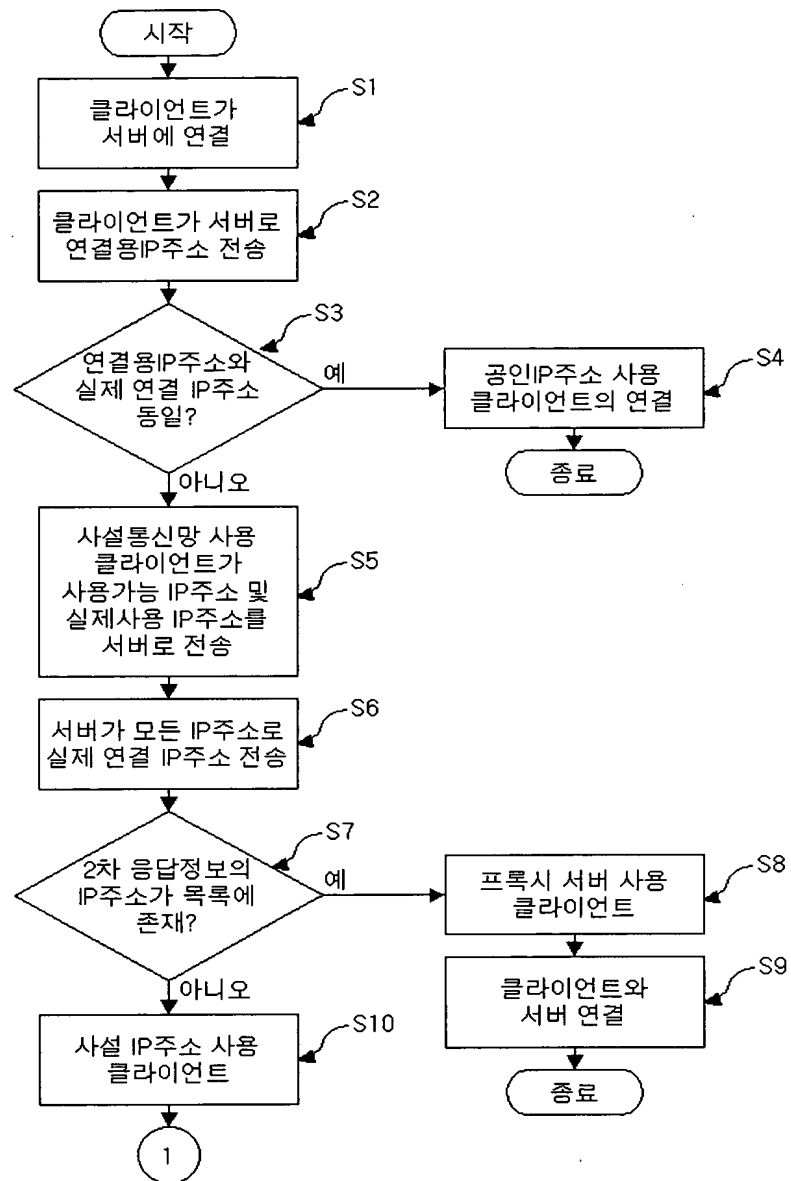 시작
클라이언트가
서버에 연결
S1
클라이언트가 서버로
연결용IP주소 전송
S2
연결용IP주소와
실제 연결 IP주소
동일?
S3
예
공인IP주소 사용
클라이언트의 연결
S4
종료
아니오
사설통신망 사용
클라이언트가
사용가능 IP주소 및
실제사용 IP주소를
서버로 전송
S5
서버가 모든 IP주소로
실제 연결 IP주소 전송
S6
2차 응답정보의
IP주소가 목록에
존재?
S7
예
프록시 서버 사용
클라이언트
S8
클라이언트와
서버 연결
S9
종료
아니오
사설 IP주소 사용
클라이언트
S10
1